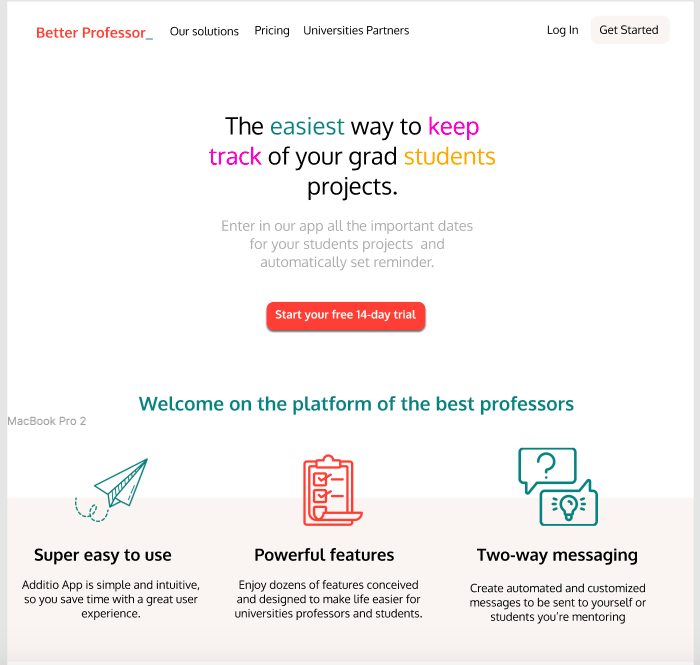 Better Professor_ Our solutions Pricing Universities Partners Log In Get Started
The easiest way to keep
track of your grad students
projects.
Enter in our app all the important dates
for your students projects and
automatically set reminder.
Start your free 14-day trial
Welcome on the platform of the best professors
MacBook Pro 2
?
Super easy to use
Additio App is simple and intuitive,
so you save time with a great user
experience.
Powerful features
Enjoy dozens of features conceived
and designed to make life easier for
universities professors and students.
Two-way messaging
Create automated and customized
messages to be sent to yourself or
students you're mentoring